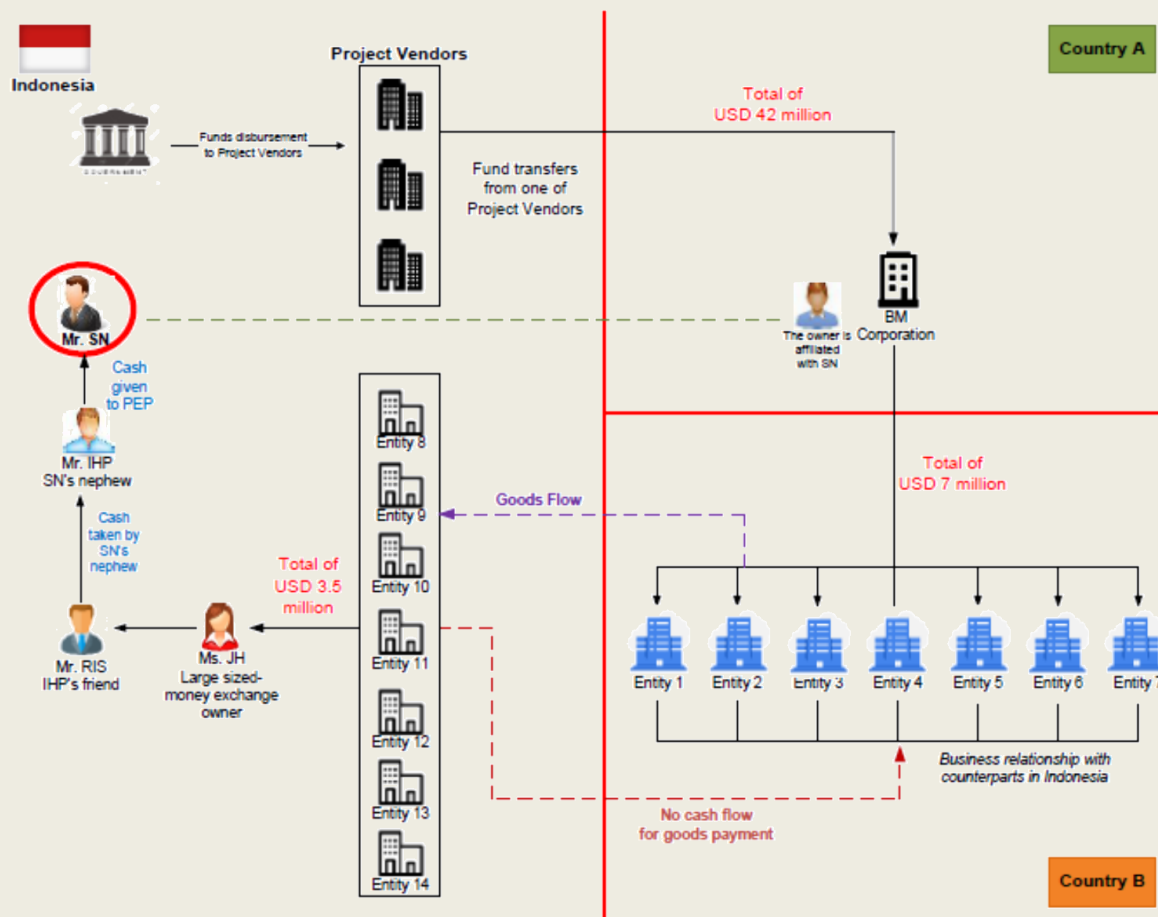 Indonesia
GOVERNMENT
Funds disbursement
to Project Vendors
Project Vendors
Fund transfers
from one of
Project Vendors
Total of
USD 42 million
Country A
BM
Corporation
The owner is
affiliated
with SN
Mr. SN
Cash
given
to PEP
Mr. IHP
SN's nephew
Cash
taken by
SN's
nephew
Mr. RIS
IHP's friend
Ms. JH
Large sized-
money exchange
owner
Total of
USD 3.5
million
Entity 8
Entity 9
Entity 10
Entity 11
Entity 12
Entity 13
Entity 14
Goods Flow
Total of
USD 7 million
Entity 1
Entity 2
Entity 3
Entity 4
Entity 5
Entity 6
Entity 7
Business relationship with
counterparts in Indonesia
No cash flow
for goods payment
Country B